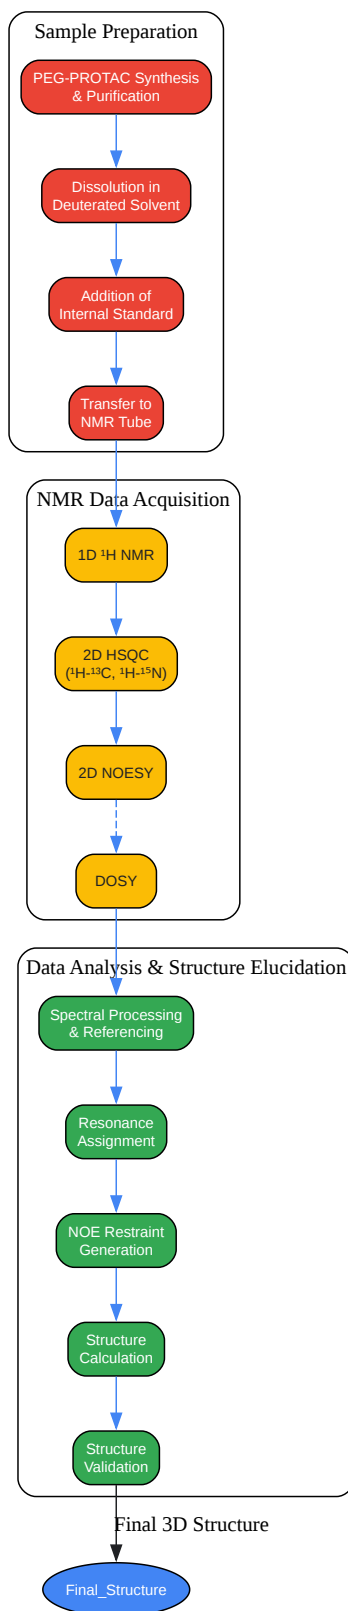 Sample Preparation
PEG-PROTAC Synthesis
& Purification
Dissolution in
Deuterated Solvent
Addition of
Internal Standard
Transfer to
NMR Tube
NMR Data Acquisition
1D ¹H NMR
2D HSQC
(¹H-¹³C, ¹H-¹⁵N)
2D NOESY
DOSY
Data Analysis & Structure Elucidation
Spectral Processing
& Referencing
Resonance
Assignment
NOE Restraint
Generation
Structure
Calculation
Structure
Validation
Final 3D Structure
Final_Structure